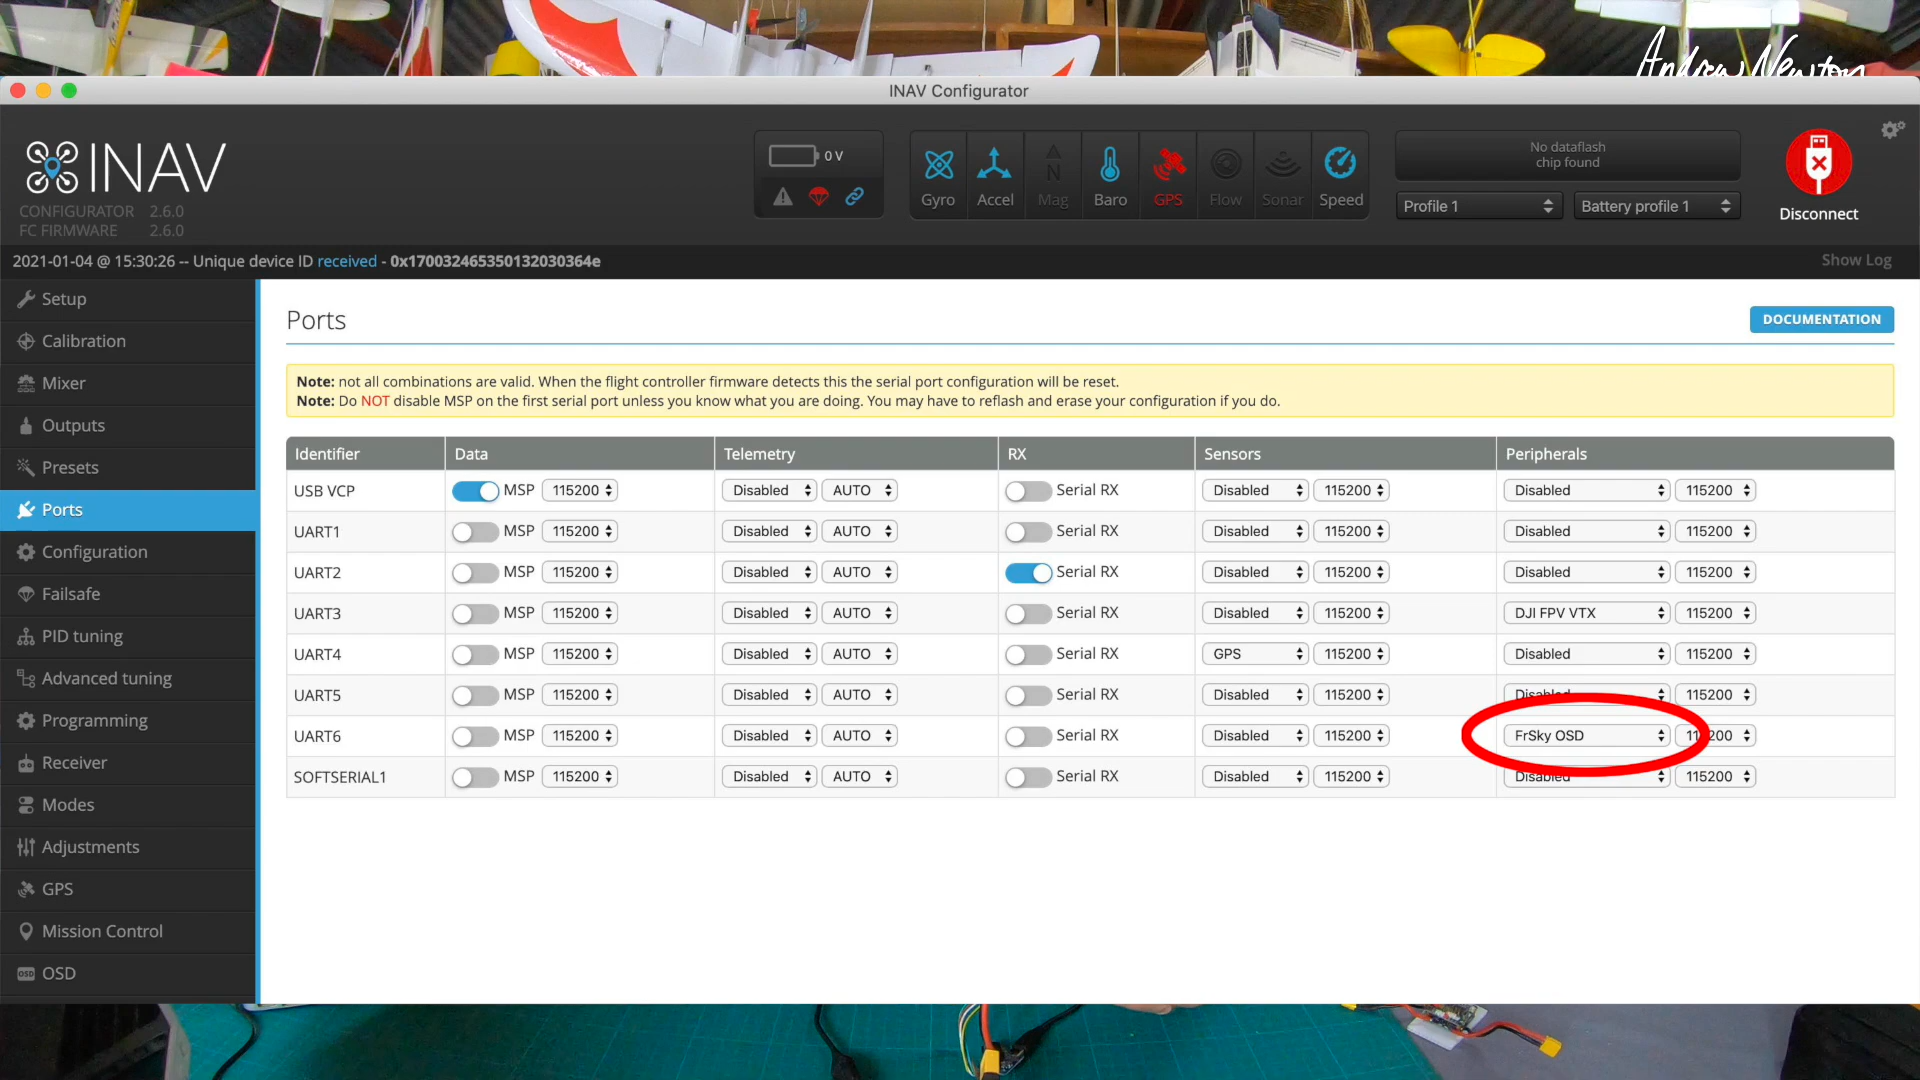 Andrew Newton
INAV Configurator
INAV
CONFIGURATOR 2.6.0
FC FIRMWARE 2.6.0
0 V
Gyro Accel Mag Baro GPS Flow Sonar Speed
No dataflash
chip found
Profile 1 Battery profile 1
Disconnect
2021-01-04 @ 15:30:26 -- Unique device ID received - 0x170032465350132030364e
Show Log
Setup
Calibration
Mixer
Outputs
Presets
Ports
Configuration
Failsafe
PID tuning
Advanced tuning
Programming
Receiver
Modes
Adjustments
GPS
Mission Control
OSD OSD
Ports
DOCUMENTATION
Note: not all combinations are valid. When the flight controller firmware detects this the serial port configuration will be reset.
Note: Do NOT disable MSP on the first serial port unless you know what you are doing. You may have to reflash and erase your configuration if you do.
Identifier Data Telemetry RX Sensors Peripherals
USB VCP MSP 115200 Disabled AUTO Serial RX Disabled 115200 Disabled 115200
UART1 MSP 115200 Disabled AUTO Serial RX Disabled 115200 Disabled 115200
UART2 MSP 115200 Disabled AUTO Serial RX Disabled 115200 Disabled 115200
UART3 MSP 115200 Disabled AUTO Serial RX Disabled 115200 DJI FPV VTX 115200
UART4 MSP 115200 Disabled AUTO Serial RX GPS 115200 Disabled 115200
UART5 MSP 115200 Disabled AUTO Serial RX Disabled 115200 Disabled 115200
UART6 MSP 115200 Disabled AUTO Serial RX Disabled 115200 FrSky OSD 115200
SOFTSERIAL1 MSP 115200 Disabled AUTO Serial RX Disabled 115200 Disabled 115200